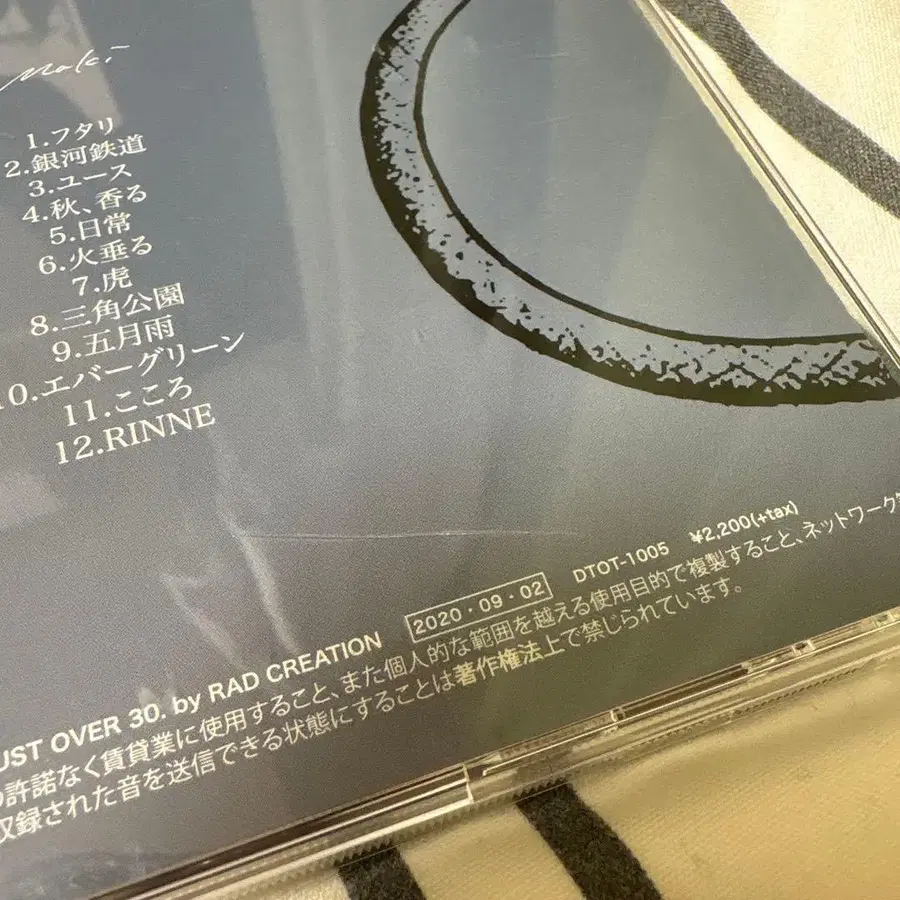 Maki
1.フタリ
2.銀河鉄道
3.ユース
4.秋、香る
5.日常
6.火垂る
7.虎
8.三角公園
9.五月雨
10.エバーグリーン
11.こころ
12.RINNE
UST OVER 30. by RAD CREATION 2020・09・02 DTOT-1005 ¥2,200(+tax)
許諾なく賃貸業に使用すること、また個人的な範囲を越える使用目的で複製すること、ネットワーク
収録された音を送信できる状態にすることは著作権法上で禁じられています。